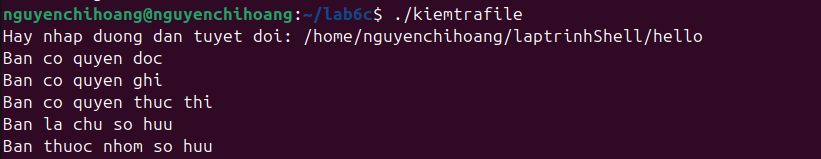 nguyenchihoang@nguyenchihoang:~/lab6c$ ./kiemtrafile
Hay nhap duong dan tuyet doi: /home/nguyenchihoang/laptrinhShell/hello
Ban co quyen doc
Ban co quyen ghi
Ban co quyen thuc thi
Ban la chu so huu
Ban thuoc nhom so huu